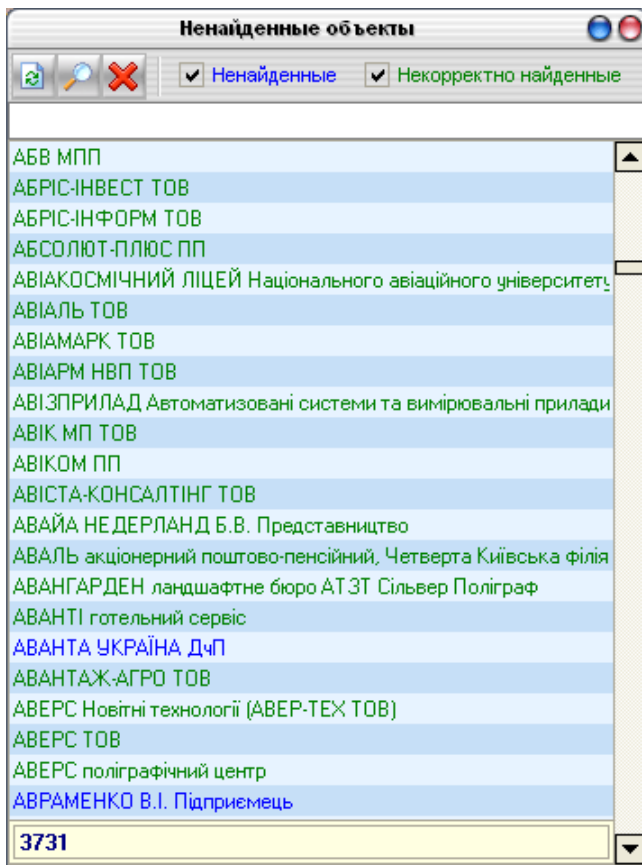 Ненайденные объекты
Ненайденные Некорректно найденные
АБВ МПП
АБРІС-ІНВЕСТ ТОВ
АБРІС-ІНФОРМ ТОВ
АБСОЛЮТ-ПЛЮС ПП
АВІАКОСМІЧНИЙ ЛІЦЕЙ Національного авіаційного університету
АВІАЛЬ ТОВ
АВІАМАРК ТОВ
АВІАРМ НВП ТОВ
АВІЗПРИЛАД Автоматизовані системи та вимірювальні прилади
АВІК МП ТОВ
АВІКОМ ПП
АВІСТА-КОНСАЛТІНГ ТОВ
АВАЙА НЕДЕРЛАНД Б.В. Представництво
АВАЛЬ акціонерний поштово-пенсійний, Четверта Київська філія
АВАНГАРДЕН ландшафтне бюро АТЗТ Сільвер Поліграф
АВАНТІ готельний сервіс
АВАНТА УКРАЇНА ДчП
АВАНТАЖ-АГРО ТОВ
АВЕРС Новітні технології (АВЕР-ТЕХ ТОВ)
АВЕРС ТОВ
АВЕРС поліграфічний центр
АВРАМЕНКО В.І. Підприємець
3731